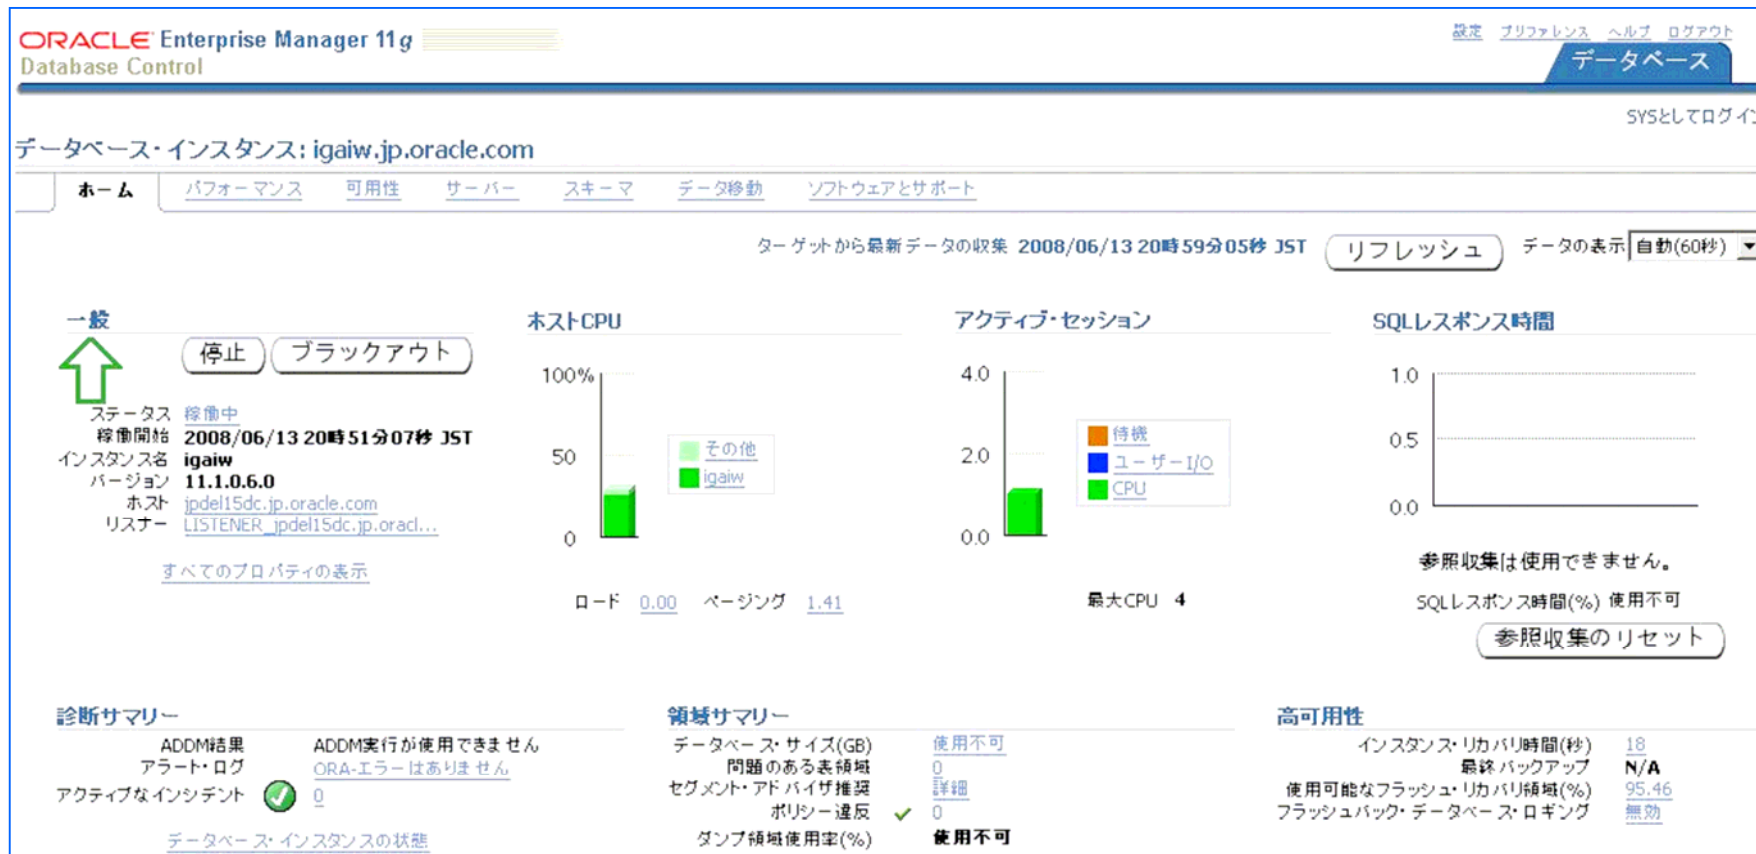 ORACLE Enterprise Manager 11g
Database Control
設定 プリファレンス ヘルプ ログアウト
データベース
SYSとしてログイン
データベース・インスタンス: igaiw.jp.oracle.com
ホーム パフォーマンス 可用性 サーバー スキーマ データ移動 ソフトウェアとサポート
ターゲットから最新データの収集 2008/06/13 20時59分05秒 JST リフレッシュ データの表示 自動(60秒)
一般
停止 ブラックアウト
ステータス 稼働中
稼働開始 2008/06/13 20時51分07秒 JST
インスタンス名 igaiw
バージョン 11.1.0.6.0
ホスト jpdel15dc.jp.oracle.com
リスナー LISTENER_jpdel15dc.jp.oracl...
すべてのプロパティの表示
ホストCPU
100%
50
0
その他
igaiw
ロード 0.00 ページング 1.41
アクティブ・セッション
4.0
2.0
0.0
待機
ユーザーI/O
CPU
最大CPU 4
SQLレスポンス時間
1.0
0.5
0.0
参照収集は使用できません。
SQLレスポンス時間(%) 使用不可
参照収集のリセット
診断サマリー
ADDM結果 ADDM実行が使用できません
アラート・ログ ORA-エラーはありません
アクティブなインシデント 0
データベース・インスタンスの状態
領域サマリー
データベース・サイズ(GB) 使用不可
問題のある表領域 0
セグメント・アドバイザ推奨 詳細
ポリシー違反 0
ダンプ領域使用率(%) 使用不可
高可用性
インスタンス・リカバリ時間(秒) 18
最終バックアップ N/A
使用可能なフラッシュ・リカバリ領域(%) 95.46
フラッシュバック・データベース・ロギング 無効